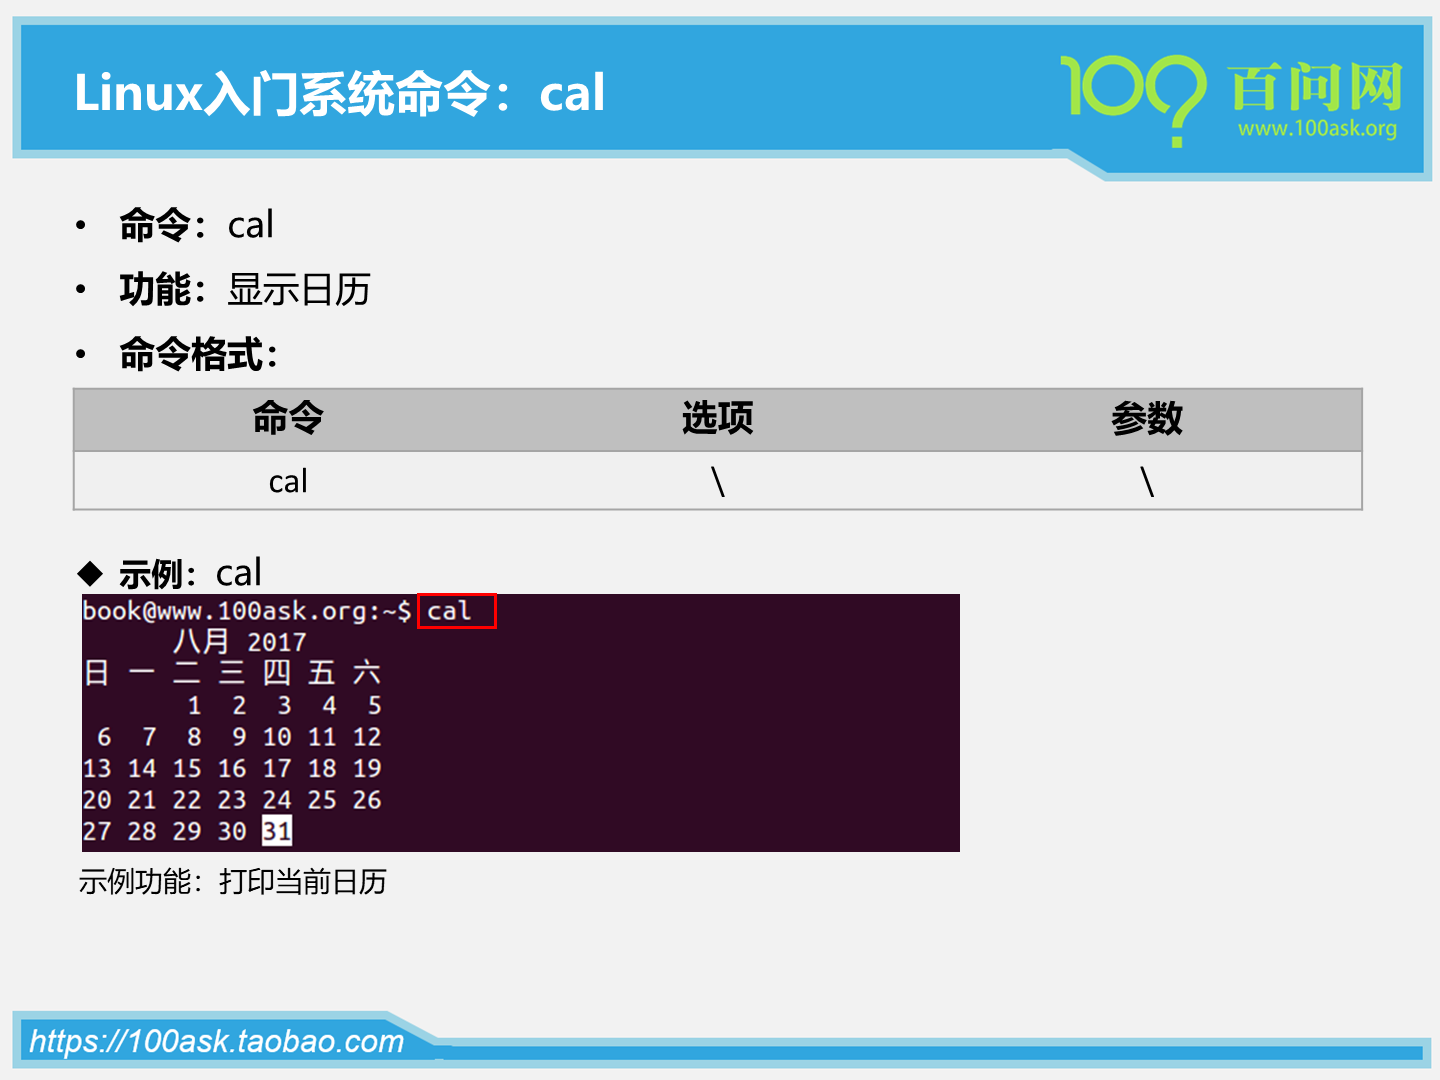 Linux入门系统命令：cal
100?
百问网
www.100ask.org
• 命令：cal
• 功能：显示日历
• 命令格式：
命令 选项 参数
cal \ \
◆ 示例：cal
book@www.100ask.org:~$ cal
八月 2017
日 一 二 三 四 五 六
1 2 3 4 5
6 7 8 9 10 11 12
13 14 15 16 17 18 19
20 21 22 23 24 25 26
27 28 29 30 31
示例功能：打印当前日历
https://100ask.taobao.com